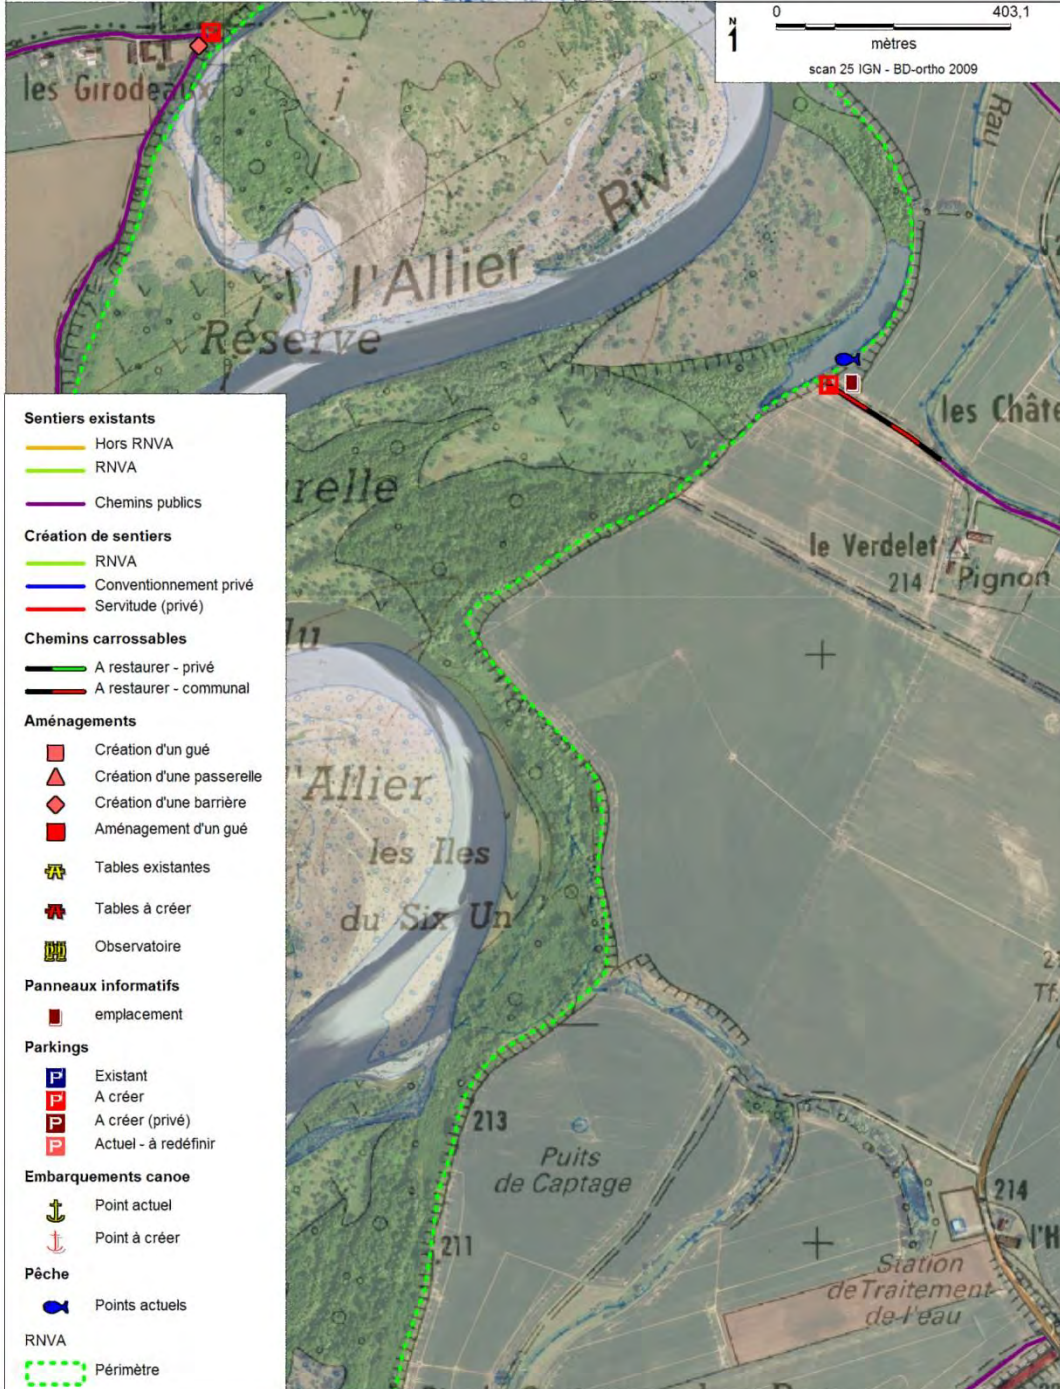 N
0 403,1
mètres
scan 25 IGN - BD-ortho 2009
les Girodeaux
Rau
Riv.
l'Allier
Réserve
les Chât
relle
le Verdelet
214
Pignon
l'Allier
les Iles
du Six Un
213
Puits
de Captage
214
211
Station
de Traitement
de l'eau
Sentiers existants
Hors RNVA
RNVA
Chemins publics
Création de sentiers
RNVA
Conventionnement privé
Servitude (privé)
Chemins carrossables
A restaurer - privé
A restaurer - communal
Aménagements
Création d'un gué
Création d'une passerelle
Création d'une barrière
Aménagement d'un gué
Tables existantes
Tables à créer
Observatoire
Panneaux informatifs
emplacement
Parkings
P Existant
P A créer
P A créer (privé)
P Actuel - à redéfinir
Embarquements canoe
Point actuel
Point à créer
Pêche
Points actuels
RNVA
Périmètre